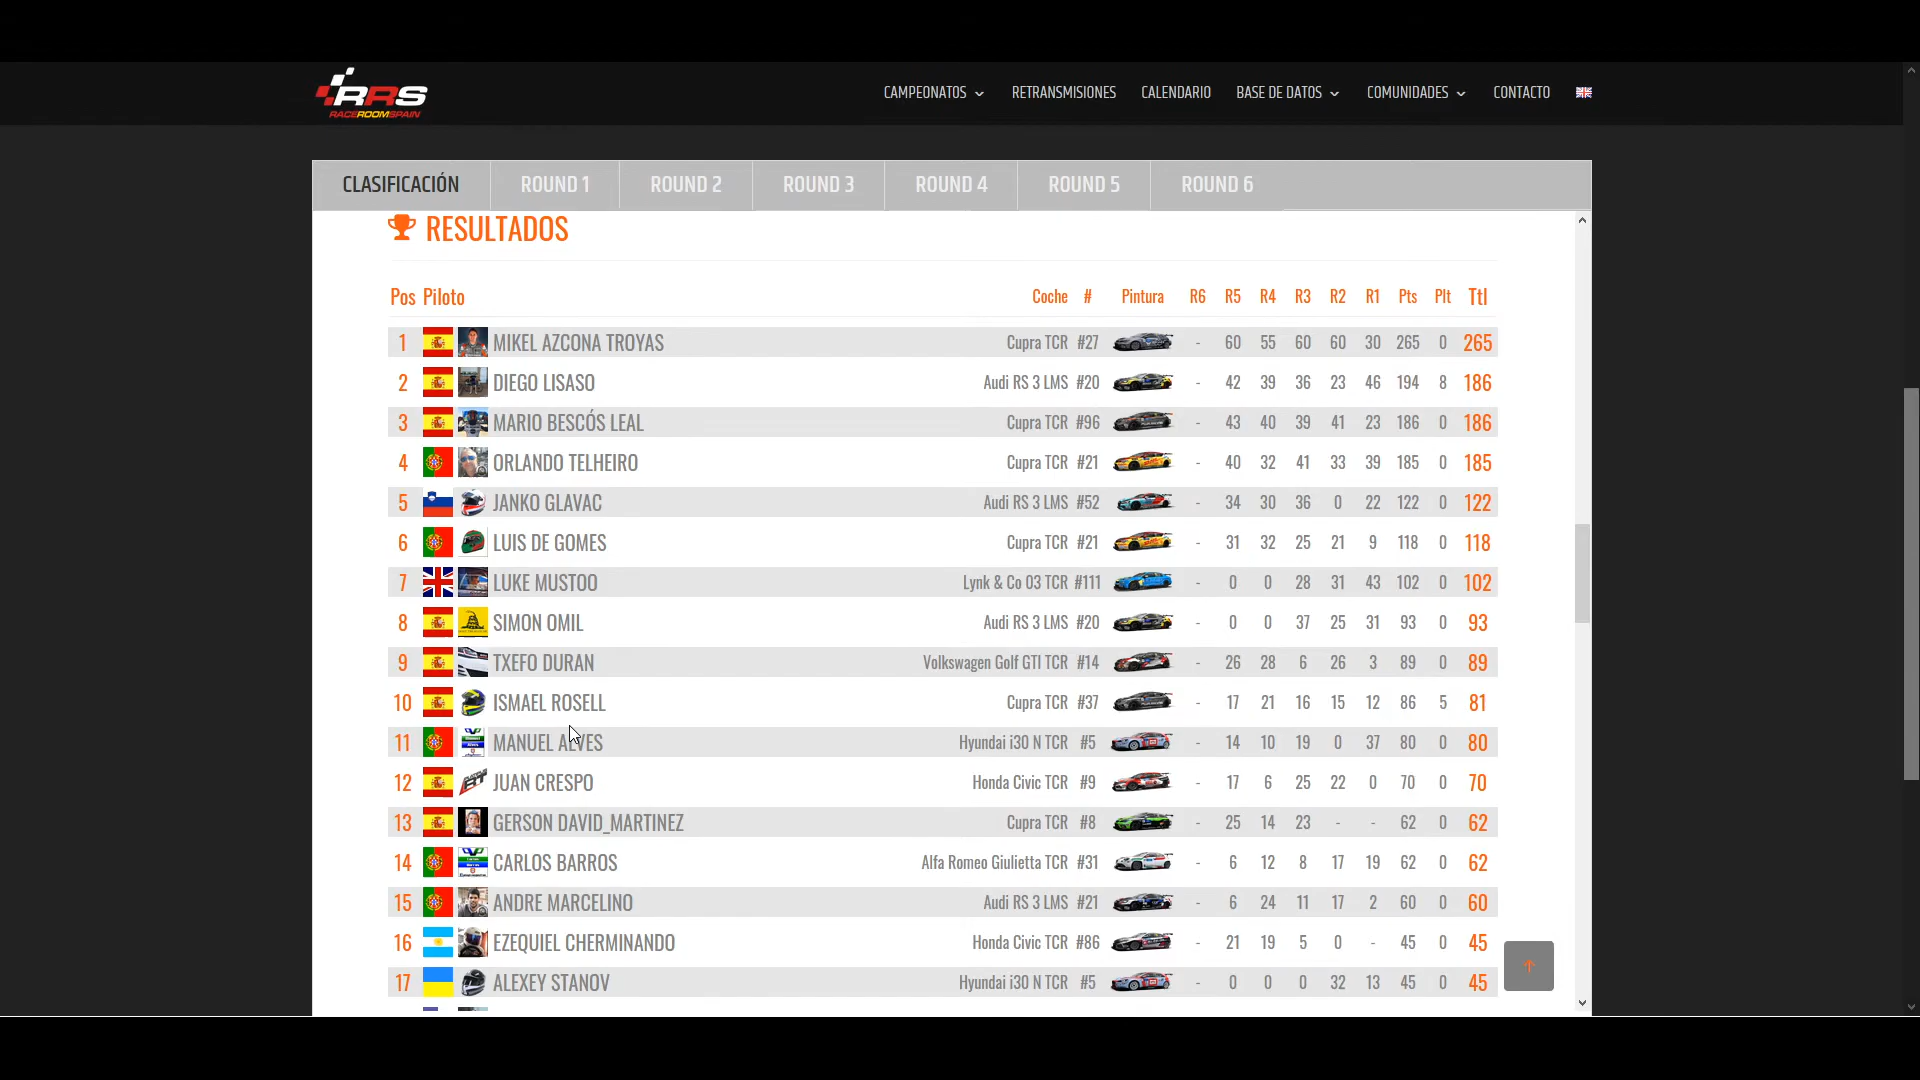 RRS
RACEROOMSPAIN
CAMPEONATOS RETRANSMISIONES CALENDARIO BASE DE DATOS COMUNIDADES CONTACTO
CLASIFICACIÓN ROUND 1 ROUND 2 ROUND 3 ROUND 4 ROUND 5 ROUND 6
RESULTADOS
Pos Piloto Coche # Pintura R6 R5 R4 R3 R2 R1 Pts Plt Ttl
1 MIKEL AZCONA TROYAS Cupra TCR #27 - 60 55 60 60 30 265 0 265
2 DIEGO LISASO Audi RS 3 LMS #20 - 42 39 36 23 46 194 8 186
3 MARIO BESCÓS LEAL Cupra TCR #96 - 43 40 39 41 23 186 0 186
4 ORLANDO TELHEIRO Cupra TCR #21 - 40 32 41 33 39 185 0 185
5 JANKO GLAVAC Audi RS 3 LMS #52 - 34 30 36 0 22 122 0 122
6 LUIS DE GOMES Cupra TCR #21 - 31 32 25 21 9 118 0 118
7 LUKE MUSTOO Lynk & Co 03 TCR #111 - 0 0 28 31 43 102 0 102
8 SIMON OMIL Audi RS 3 LMS #20 - 0 0 37 25 31 93 0 93
9 TXEFO DURAN Volkswagen Golf GTI TCR #14 - 26 28 6 26 3 89 0 89
10 ISMAEL ROSELL Cupra TCR #37 - 17 21 16 15 12 86 5 81
11 MANUEL ALVES Hyundai i30 N TCR #5 - 14 10 19 0 37 80 0 80
12 JUAN CRESPO Honda Civic TCR #9 - 17 6 25 22 0 70 0 70
13 GERSON DAVID_MARTINEZ Cupra TCR #8 - 25 14 23 - - 62 0 62
14 CARLOS BARROS Alfa Romeo Giulietta TCR #31 - 6 12 8 17 19 62 0 62
15 ANDRE MARCELINO Audi RS 3 LMS #21 - 6 24 11 17 2 60 0 60
16 EZEQUIEL CHERMINANDO Honda Civic TCR #86 - 21 19 5 0 - 45 0 45
17 ALEXEY STANOV Hyundai i30 N TCR #5 - 0 0 0 32 13 45 0 45